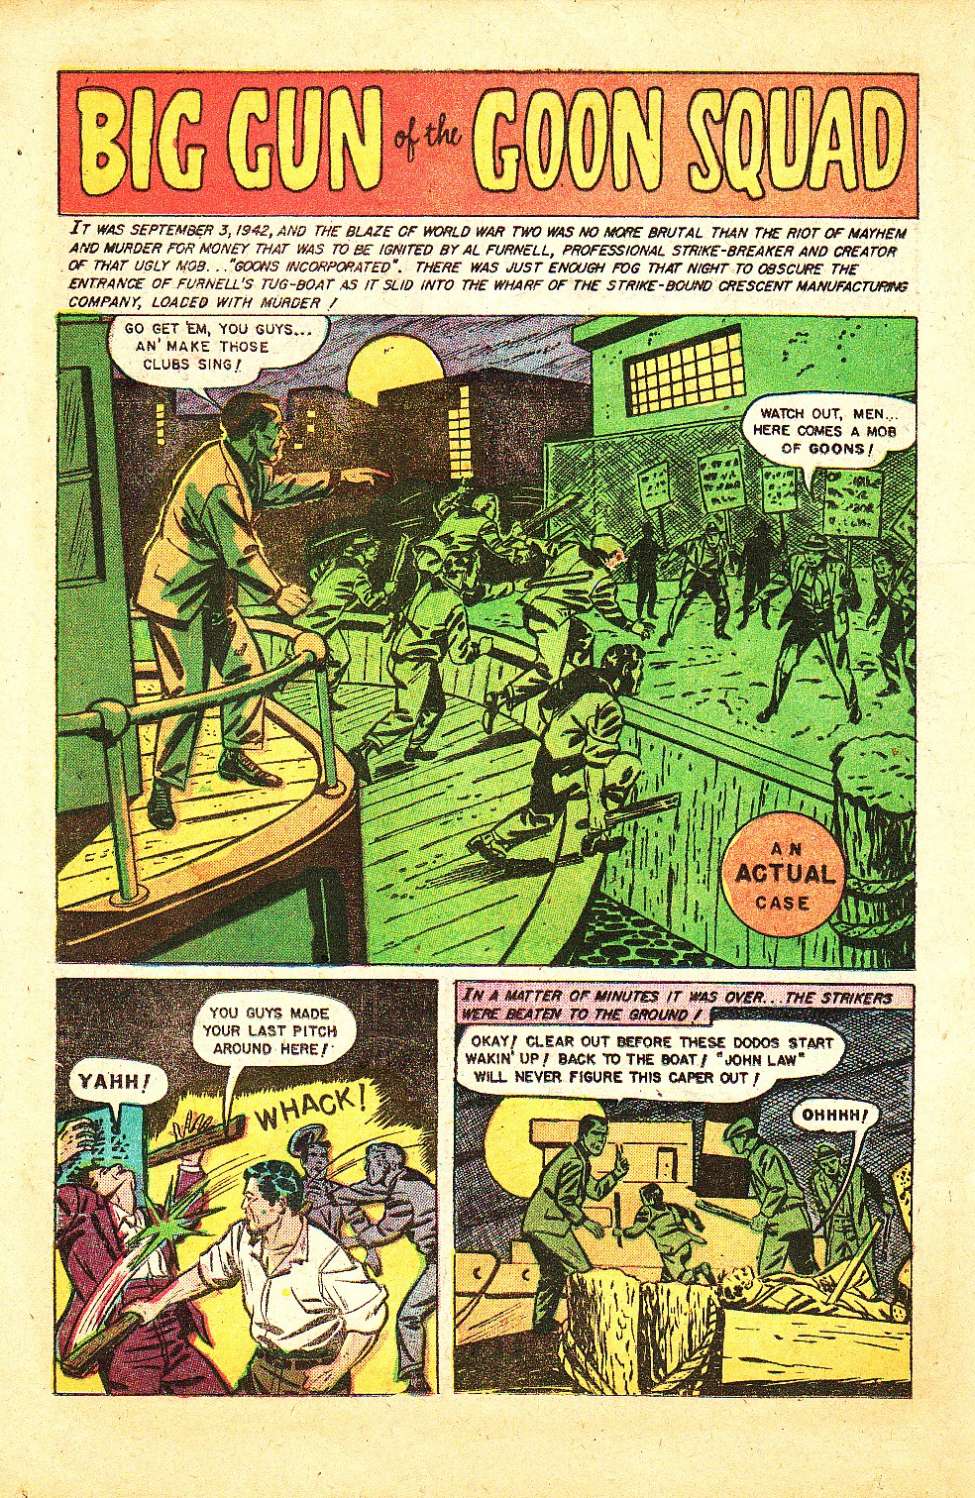 BIG GUN of the GOON SQUAD
IT WAS SEPTEMBER 3, 1942, AND THE BLAZE OF WORLD WAR TWO WAS NO MORE BRUTAL THAN THE RIOT OF MAYHEM
AND MURDER FOR MONEY THAT WAS TO BE IGNITED BY AL FURNELL, PROFESSIONAL STRIKE-BREAKER AND CREATOR
OF THAT UGLY MOB... "GOONS INCORPORATED". THERE WAS JUST ENOUGH FOG THAT NIGHT TO OBSCURE THE
ENTRANCE OF FURNELL'S TUG-BOAT AS IT SLID INTO THE WHARF OF THE STRIKE-BOUND CRESCENT MANUFACTURING
COMPANY, LOADED WITH MURDER!
GO GET 'EM, YOU GUYS...
AN' MAKE THOSE
CLUBS SING!
WATCH OUT, MEN...
HERE COMES A MOB
OF GOONS!
AN
ACTUAL
CASE
YOU GUYS MADE
YOUR LAST PITCH
AROUND HERE!
YAHH!
WHACK!
IN A MATTER OF MINUTES IT WAS OVER... THE STRIKERS
WERE BEATEN TO THE GROUND!
OKAY! CLEAR OUT BEFORE THESE DODOS START
WAKIN' UP! BACK TO THE BOAT! "JOHN LAW"
WILL NEVER FIGURE THIS CAPER OUT!
OHHHH!